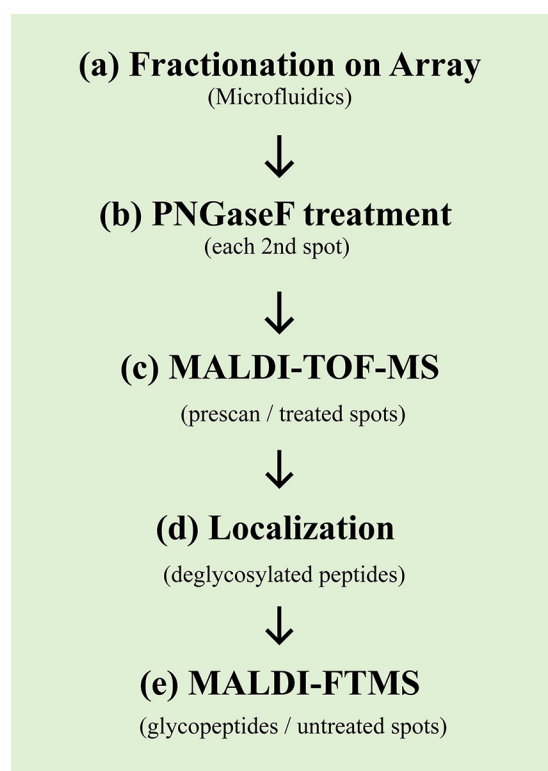 (a) Fractionation on Array
(Microfluidics)
(b) PNGaseF treatment
(each 2nd spot)
(c) MALDI-TOF-MS
(prescan / treated spots)
(d) Localization
(deglycosylated peptides)
(e) MALDI-FTMS
(glycopeptides / untreated spots)